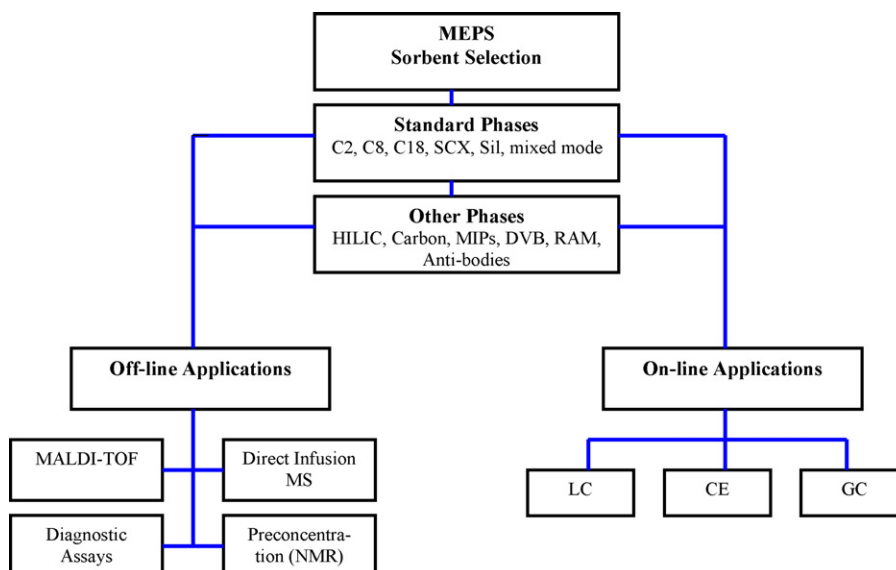 MEPS
Sorbent Selection
Standard Phases
C2, C8, C18, SCX, Sil, mixed mode
Other Phases
HILIC, Carbon, MIPs, DVB, RAM,
Anti-bodies
Off-line Applications
On-line Applications
MALDI-TOF
Direct Infusion
MS
Diagnostic
Assays
Preconcentra-
tion (NMR)
LC
CE
GC